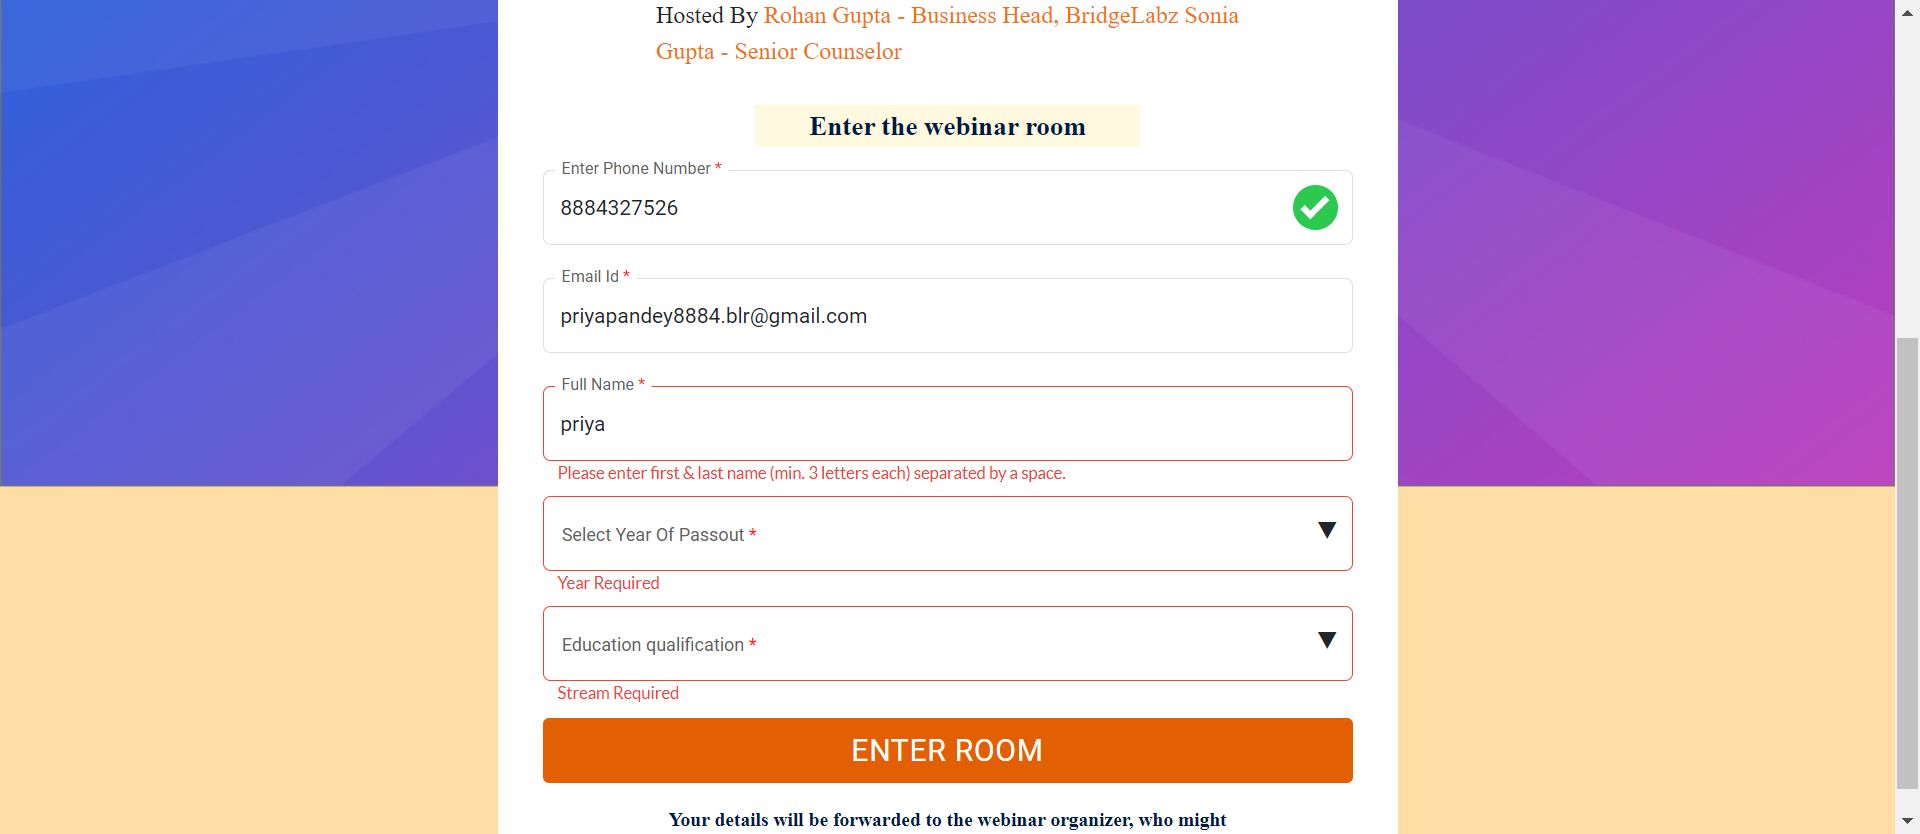 Hosted By Rohan Gupta - Business Head, BridgeLabz Sonia
Gupta - Senior Counselor
Enter the webinar room
Enter Phone Number *
8884327526
Email Id *
priyapandey8884.blr@gmail.com
Full Name *
priya
Please enter first & last name (min. 3 letters each) separated by a space.
Select Year Of Passout *
Year Required
Education qualification *
Stream Required
ENTER ROOM
Your details will be forwarded to the webinar organizer, who might